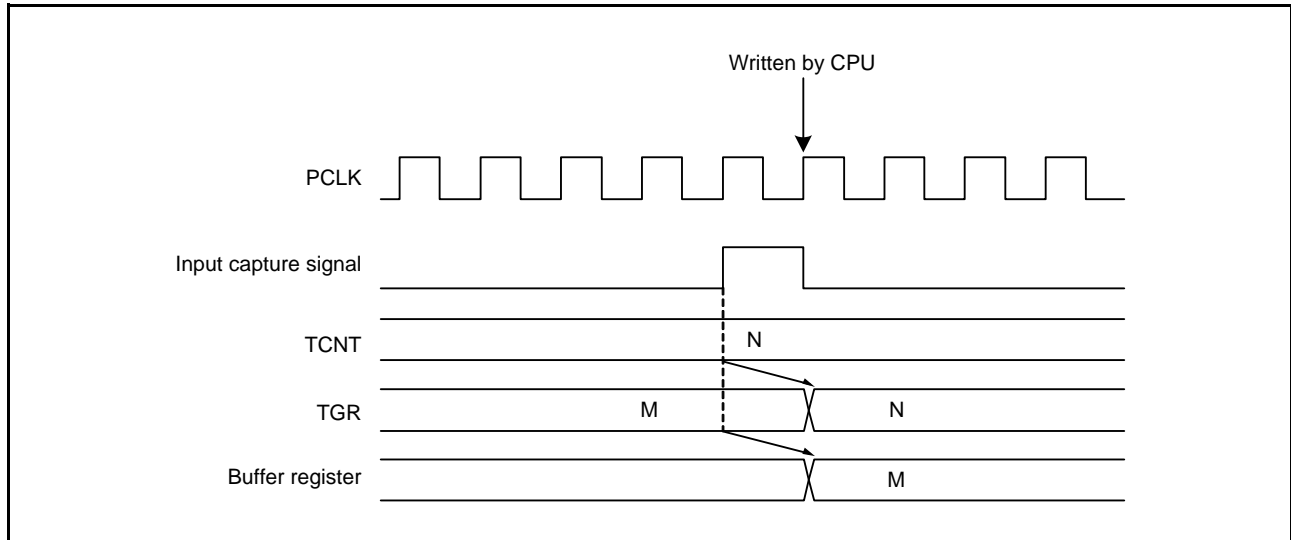 Written by CPU
PCLK
Input capture signal
TCNT
N
TGR
M
N
Buffer register
M